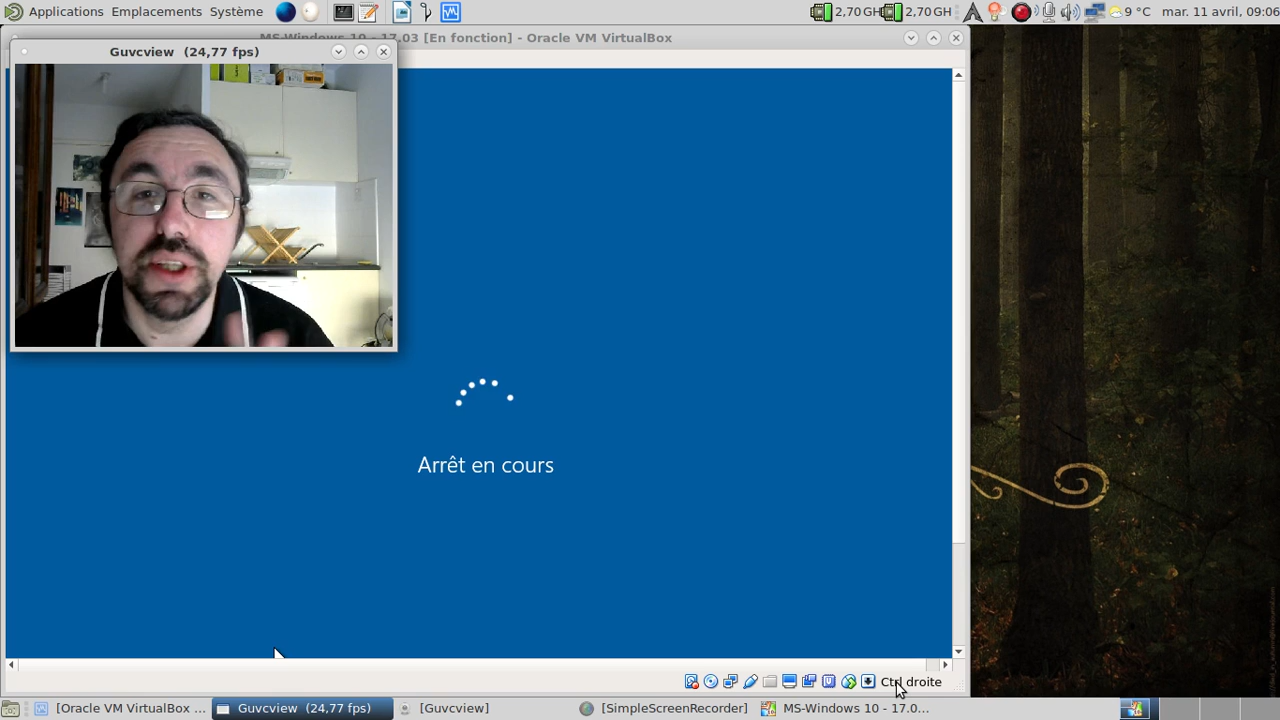 Applications Emplacements Système
2,70 GH 2,70 GH 9 °C mar. 11 avril, 09:06
MS-Windows 10 - 17.03 [En fonction] - Oracle VM VirtualBox
Guvcview (24,77 fps)
Arrêt en cours
Ctrl droite
[Oracle VM VirtualBox ... Guvcview (24,77 fps) [Guvcview] [SimpleScreenRecorder] MS-Windows 10 - 17.0...